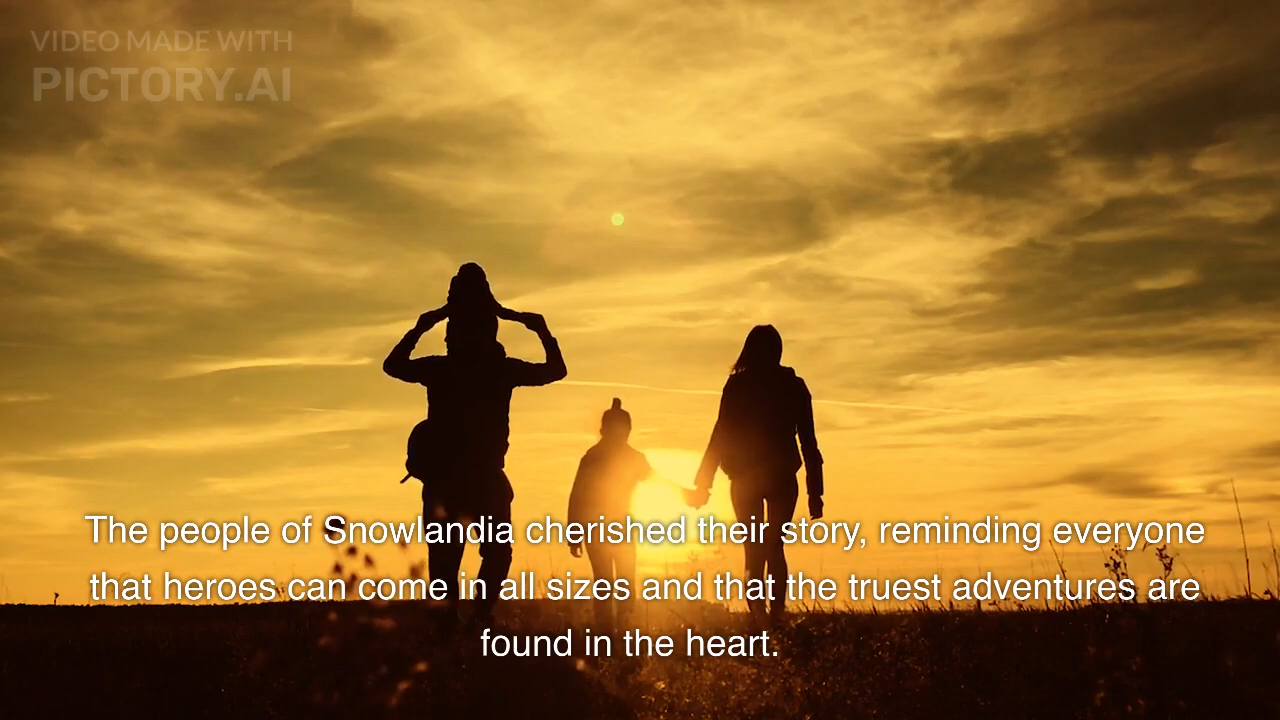 VIDEO MADE WITH
PICTORY.AI
The people of Snowlandia cherished their story, reminding everyone
that heroes can come in all sizes and that the truest adventures are
found in the heart.